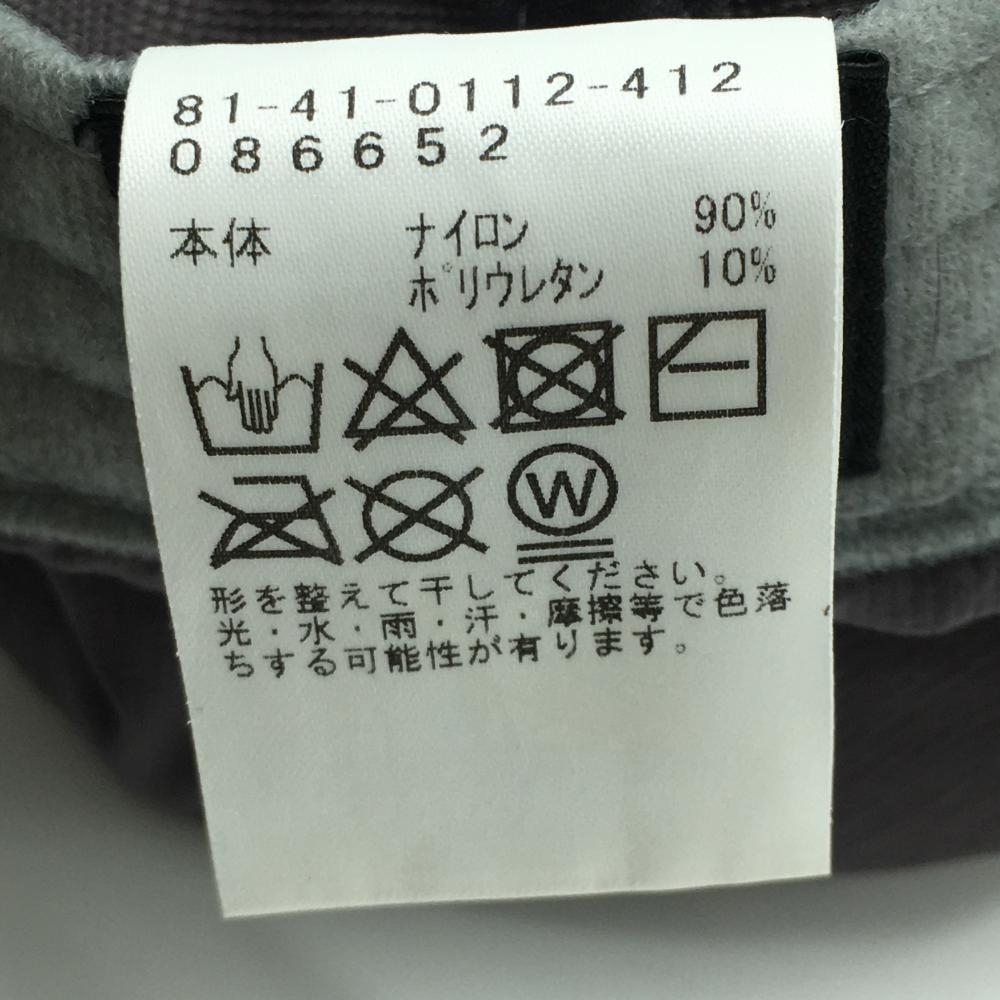 81-41-0112-412
086652
本体 ナイロン 90%
ポリウレタン 10%
W
形を整えて干してください。
光・水・雨・汗・摩擦等で色落
ちする可能性が有ります。